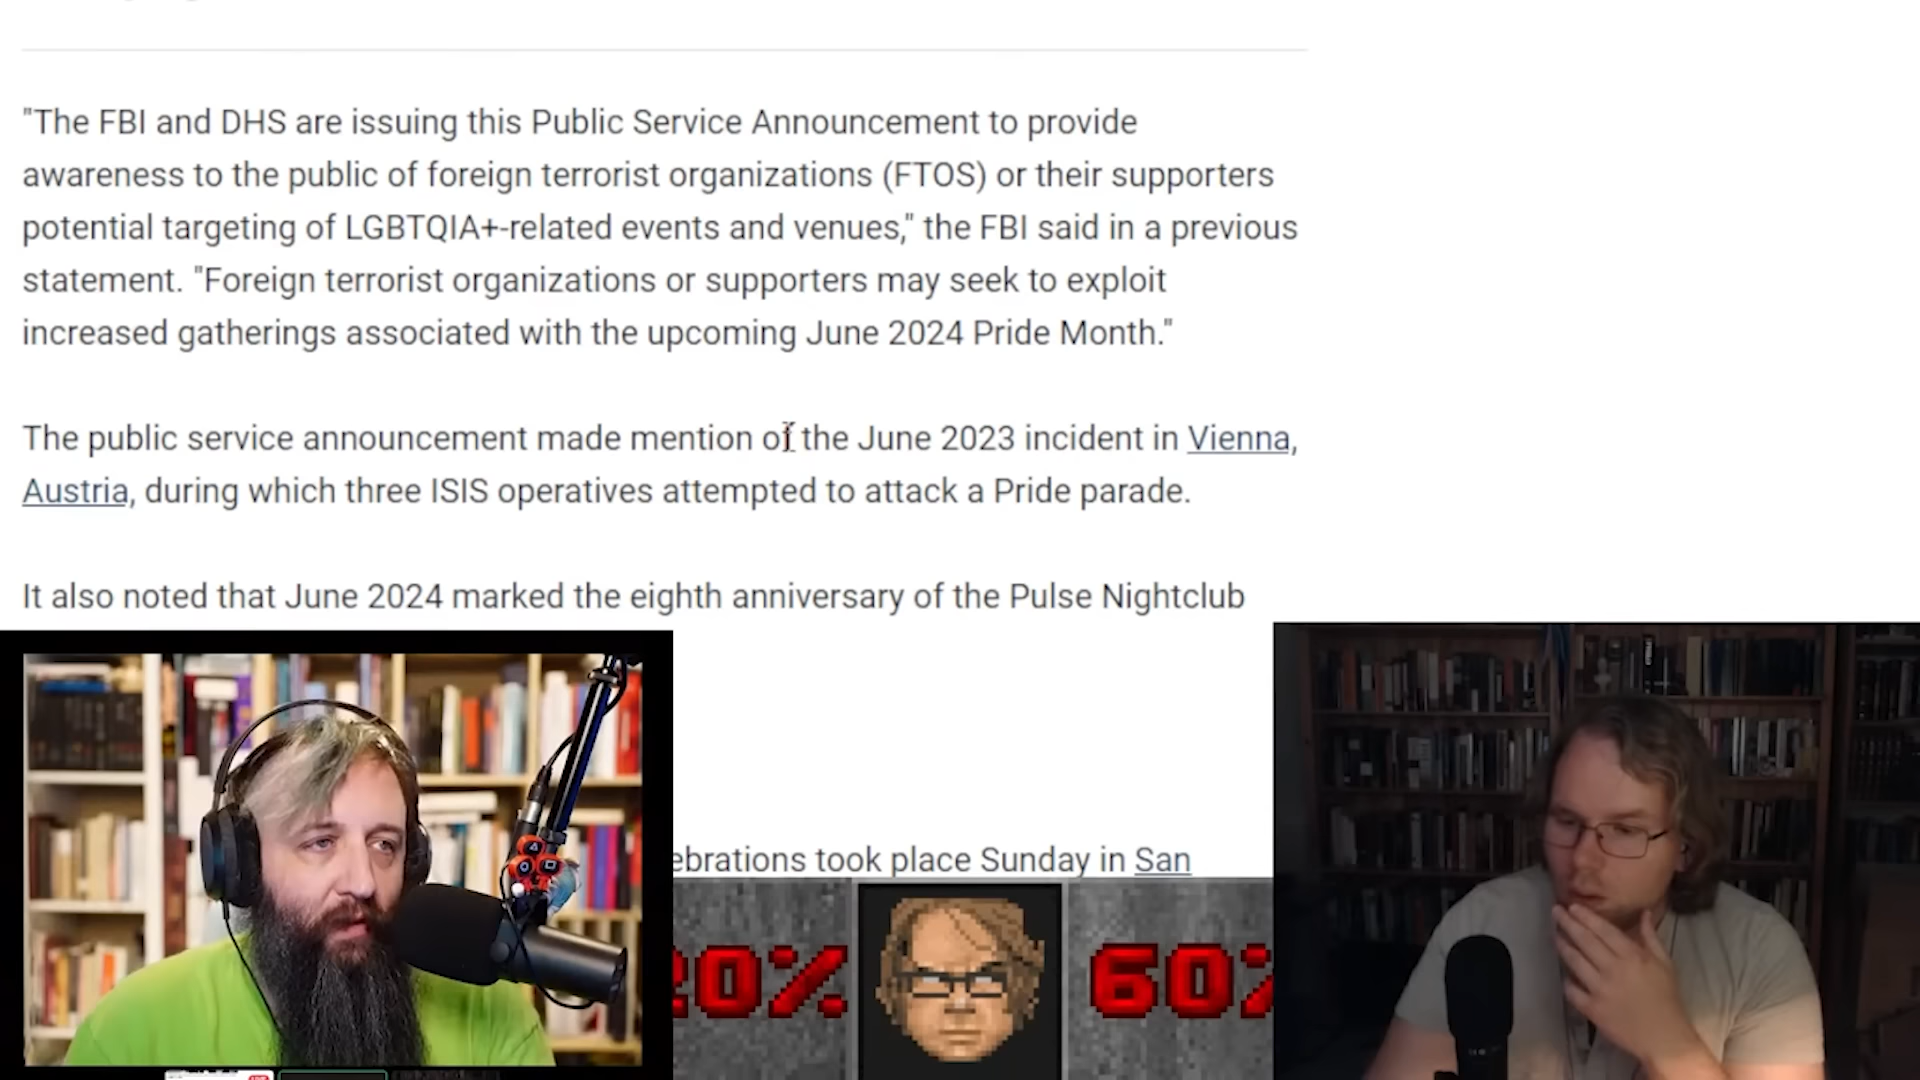 "The FBI and DHS are issuing this Public Service Announcement to provide
awareness to the public of foreign terrorist organizations (FTOS) or their supporters
potential targeting of LGBTQIA+-related events and venues," the FBI said in a previous
statement. "Foreign terrorist organizations or supporters may seek to exploit
increased gatherings associated with the upcoming June 2024 Pride Month."
The public service announcement made mention of the June 2023 incident in Vienna,
Austria, during which three ISIS operatives attempted to attack a Pride parade.
It also noted that June 2024 marked the eighth anniversary of the Pulse Nightclub
ebrations took place Sunday in San
20% 60%